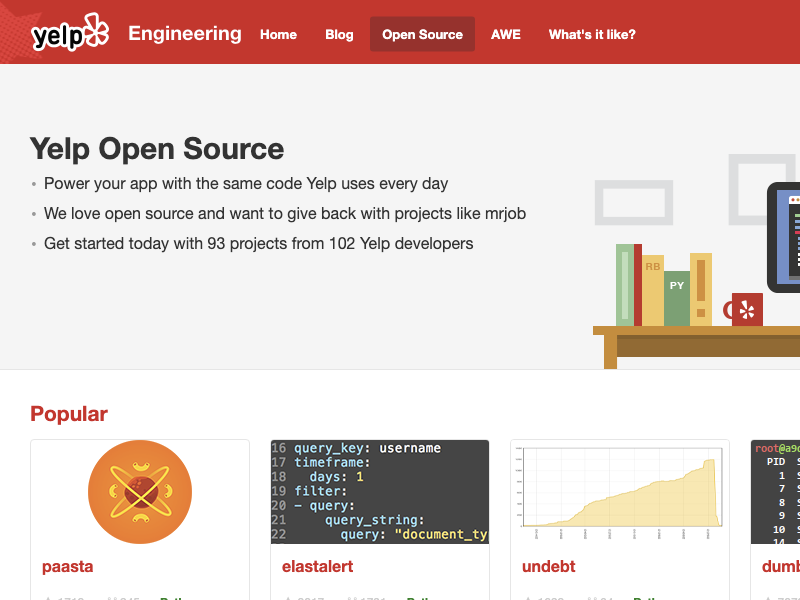 yelp Engineering Home Blog Open Source AWE What's it like?
Yelp Open Source
Power your app with the same code Yelp uses every day
We love open source and want to give back with projects like mrjob
Get started today with 93 projects from 102 Yelp developers
RB
PY
Popular
16 query_key: username
17 timeframe:
18 days: 1
19 filter:
20 - query:
21 query_string:
22 query: "document_ty
root@a9
PID S
1
7
8
9
10
14
paasta
elastalert
undebt
dumb